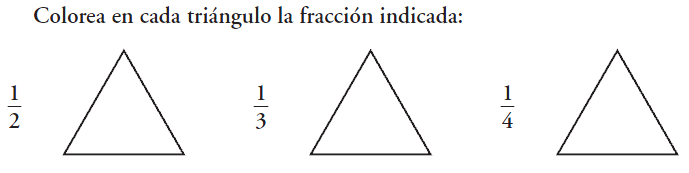 Colorea en cada triángulo la fracción indicada:
1/2 1/3 1/4